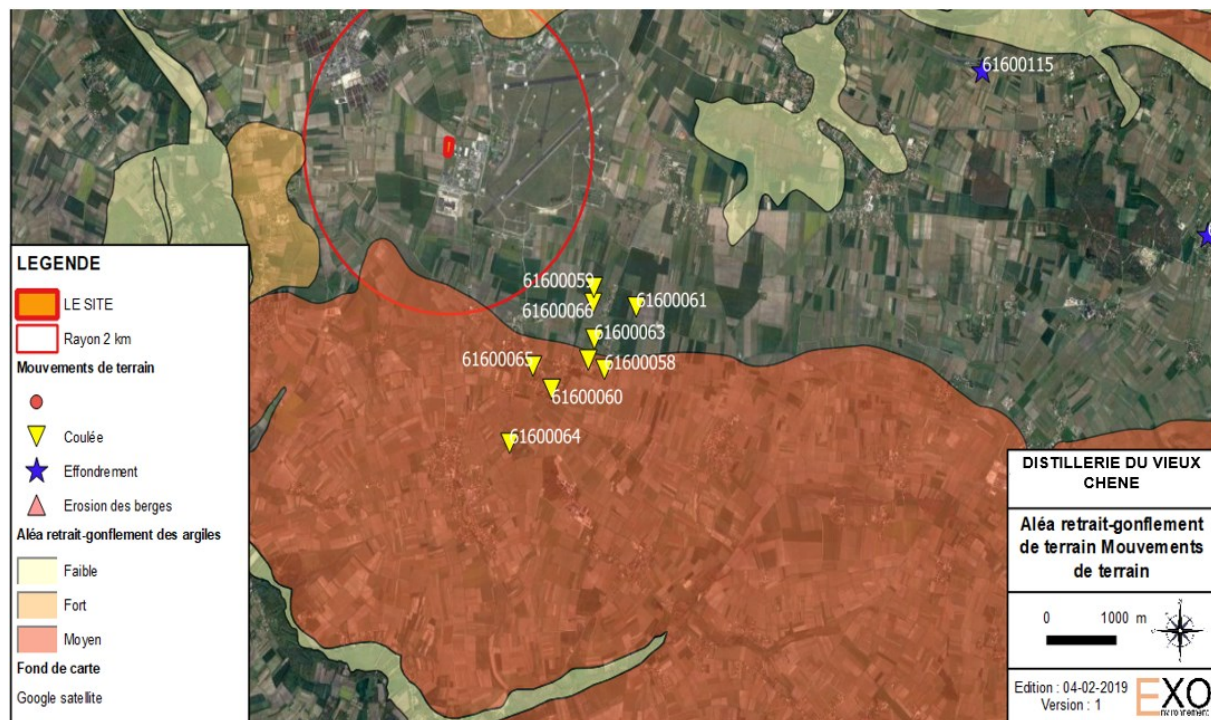 61600115
61600059
61600066
61600061
61600063
61600065
61600058
61600060
61600064
LEGENDE
LE SITE
Rayon 2 km
Mouvements de terrain
Coulée
Effondrement
Erosion des berges
Aléa retrait-gonflement des argiles
Faible
Fort
Moyen
Fond de carte
Google satellite
DISTILLERIE DU VIEUX
CHENE
Aléa retrait-gonflement
de terrain Mouvements
de terrain
0 1000 m
Edition : 04-02-2019
Version : 1
EXO